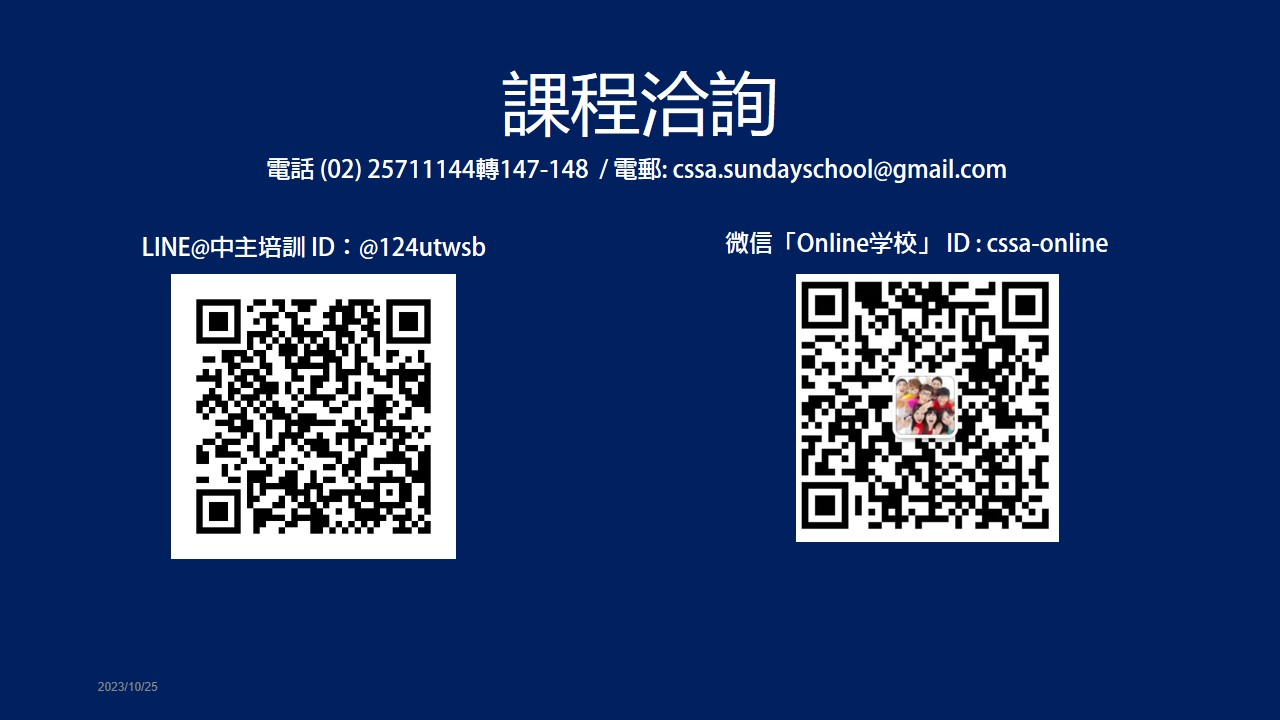 課程洽詢
電話 (02) 25711144轉147-148 / 電郵: cssa.sundayschool@gmail.com
LINE@中主培訓 ID：@124utwsb
微信「Online学校」 ID : cssa-online
2023/10/25